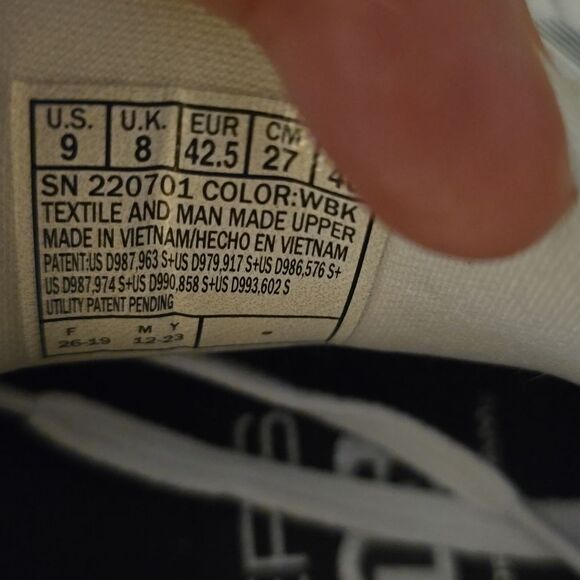 U.S. U.K. EUR CM
9 8 42.5 27
SN 220701 COLOR:WBK
TEXTILE AND MAN MADE UPPER
MADE IN VIETNAM/HECHO EN VIETNAM
PATENT:US D987,963 S+US D979,917 S+US D986,576 S+
US D987,974 S+US D990,858 S+US D993,602 S
UTILITY PATENT PENDING
F M Y
26-19 12-23